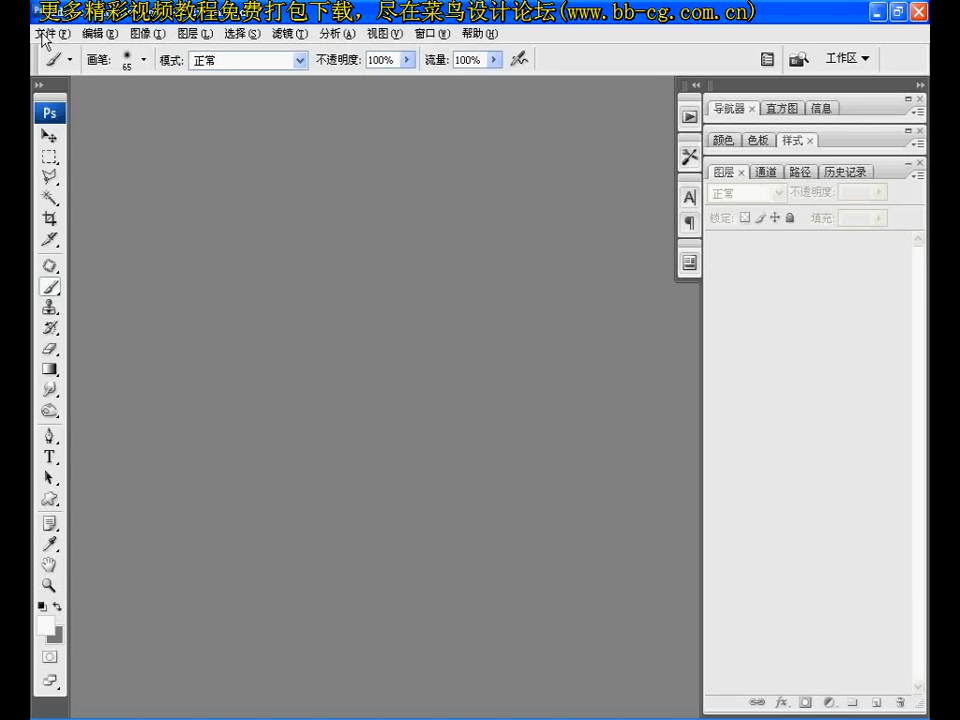 更多精彩视频教程免费打包下载，尽在菜鸟设计论坛(www.bb-cg.com.cn)
文件(F) 编辑(E) 图像(I) 图层(L) 选择(S) 滤镜(T) 分析(A) 视图(V) 窗口(W) 帮助(H)
画笔: 65 模式: 正常 不透明度: 100% 流量: 100% 工作区
Ps
导航器 × 直方图 信息
颜色 色板 样式 ×
图层 × 通道 路径 历史记录
正常 不透明度:
锁定: 填充:
A
T
fx